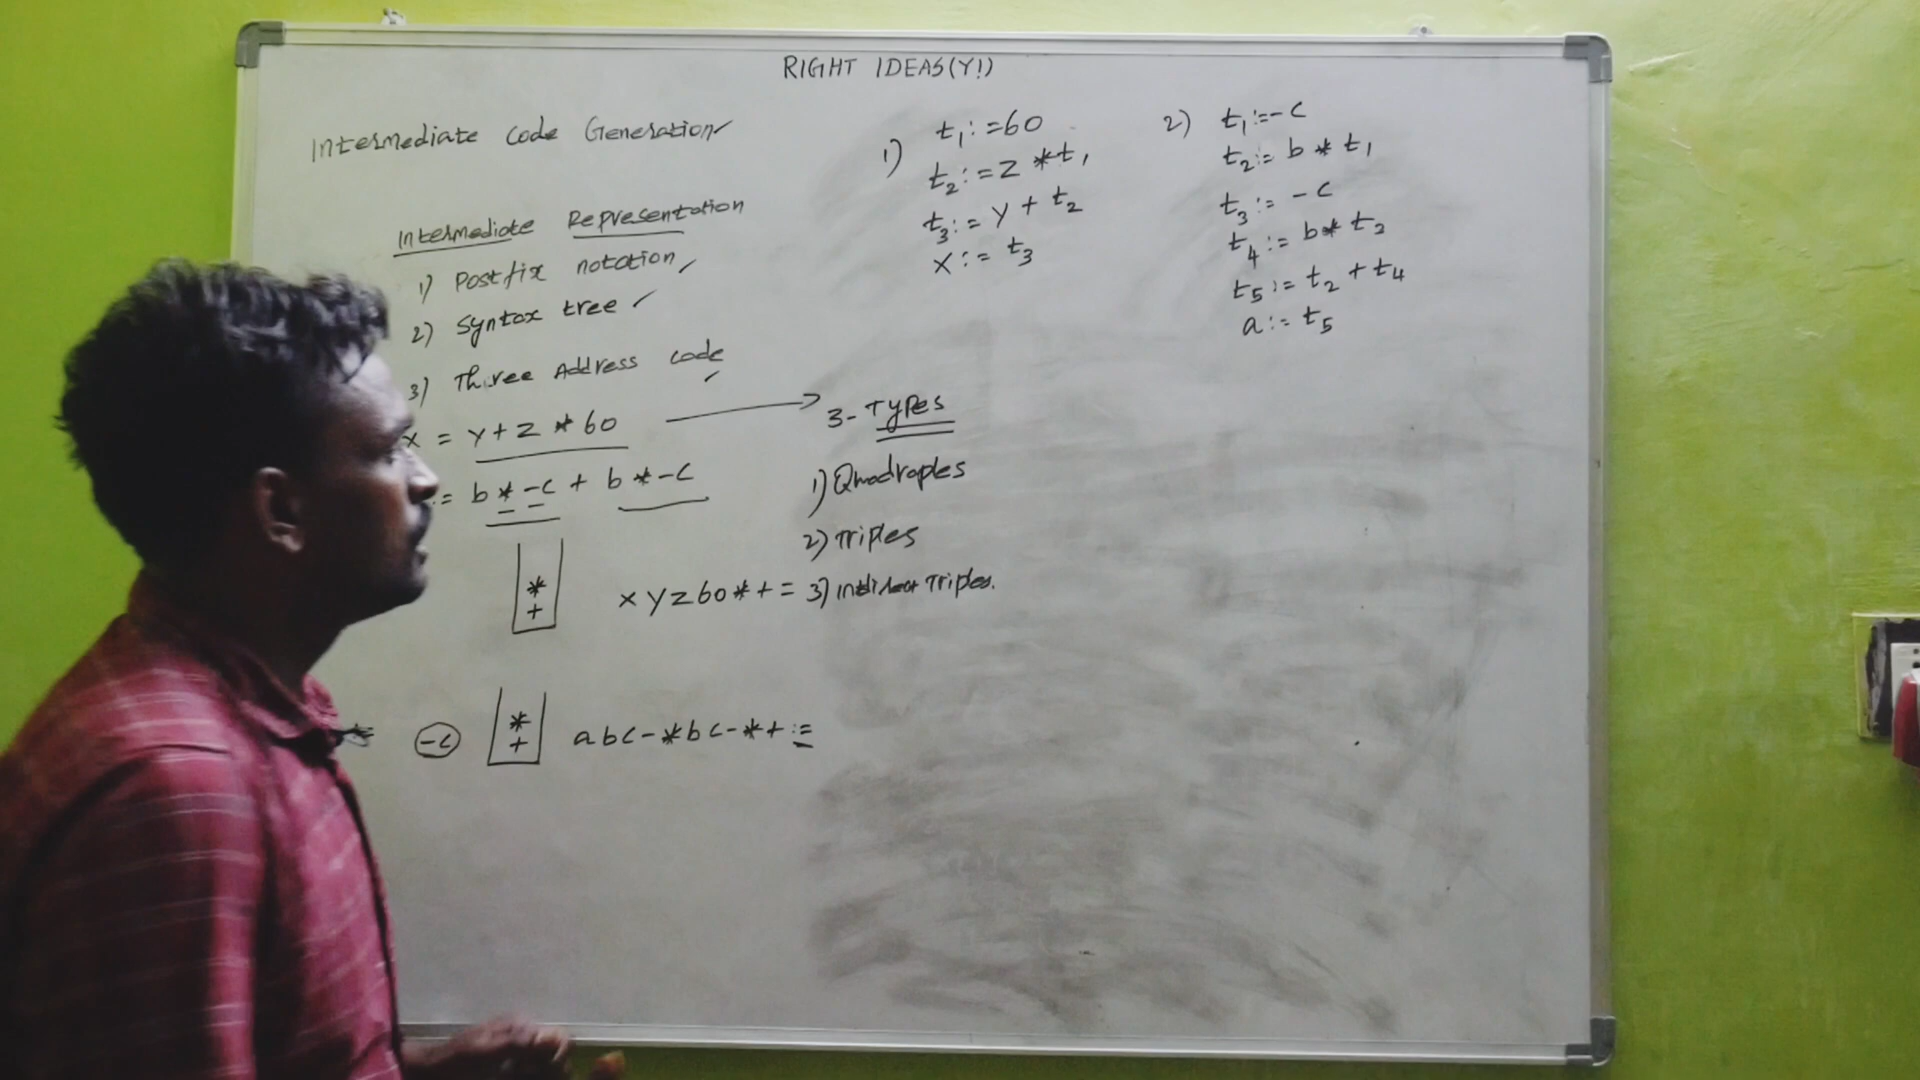 RIGHT IDEAS(Y!)
Intermediate Code Generation
Intermediate Representation
1) Postfix notation
2) Syntax tree
3) Three Address code
x = y + z * 60
:= b * -c + b * -c
*
+
x y z 60 * + =
* -c
*
+
a b c - * b c - * + :=
3 - Types
1) Quadraples
2) Triples
3) Indirect Triples.
1) t1 := 60
t2 := z * t1
t3 := y + t2
x := t3
2) t1 := -c
t2 := b * t1
t3 := -c
t4 := b * t3
t5 := t2 + t4
a := t5